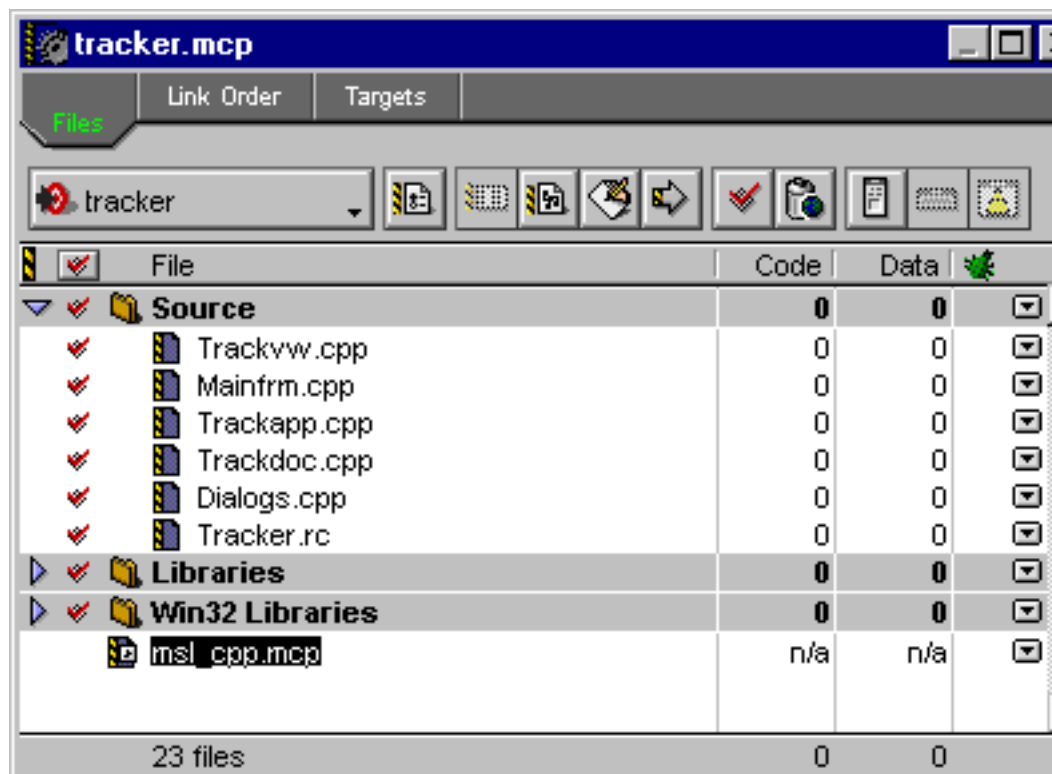 tracker.mcp
Files Link Order Targets
tracker
File Code Data
Source 0 0
Trackvw.cpp 0 0
Mainfrm.cpp 0 0
Trackapp.cpp 0 0
Trackdoc.cpp 0 0
Dialogs.cpp 0 0
Tracker.rc 0 0
Libraries 0 0
Win32 Libraries 0 0
msl_cpp.mcp n/a n/a
23 files 0 0